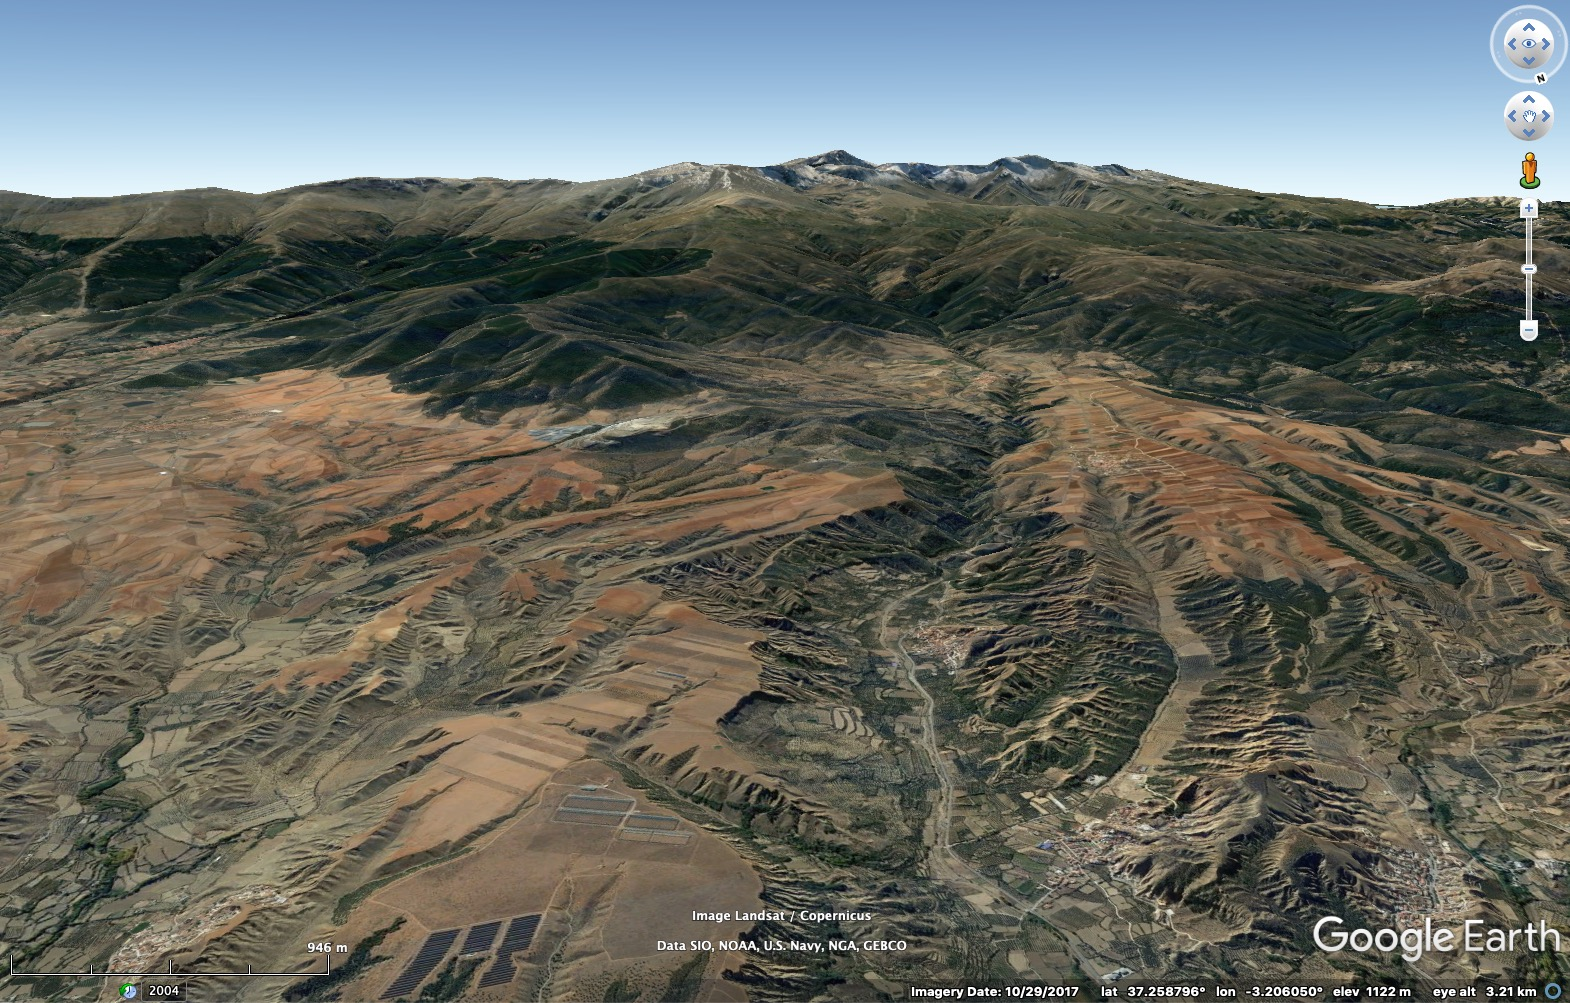 N
Image Landsat / Copernicus
946 m
Data SIO, NOAA, U.S. Navy, NGA, GEBCO
Google Earth
2004
Imagery Date: 10/29/2017 lat 37.258796° lon -3.206050° elev 1122 m eye alt 3.21 km